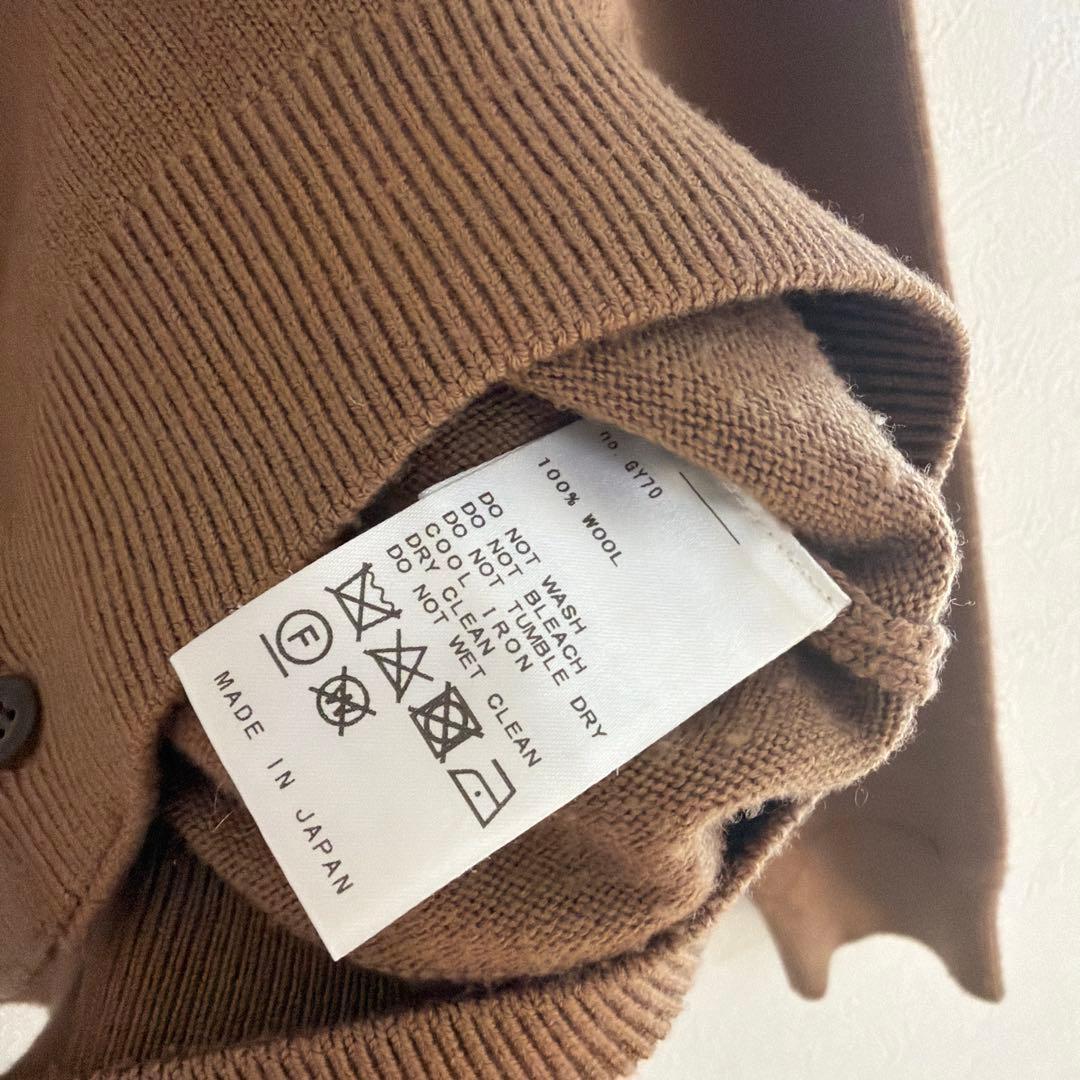 no. GY70
100% WOOL
DO NOT WASH
DO NOT BLEACH
DO NOT TUMBLE DRY
COOL IRON
DRY CLEAN
DO NOT WET CLEAN
F
W
MADE IN JAPAN